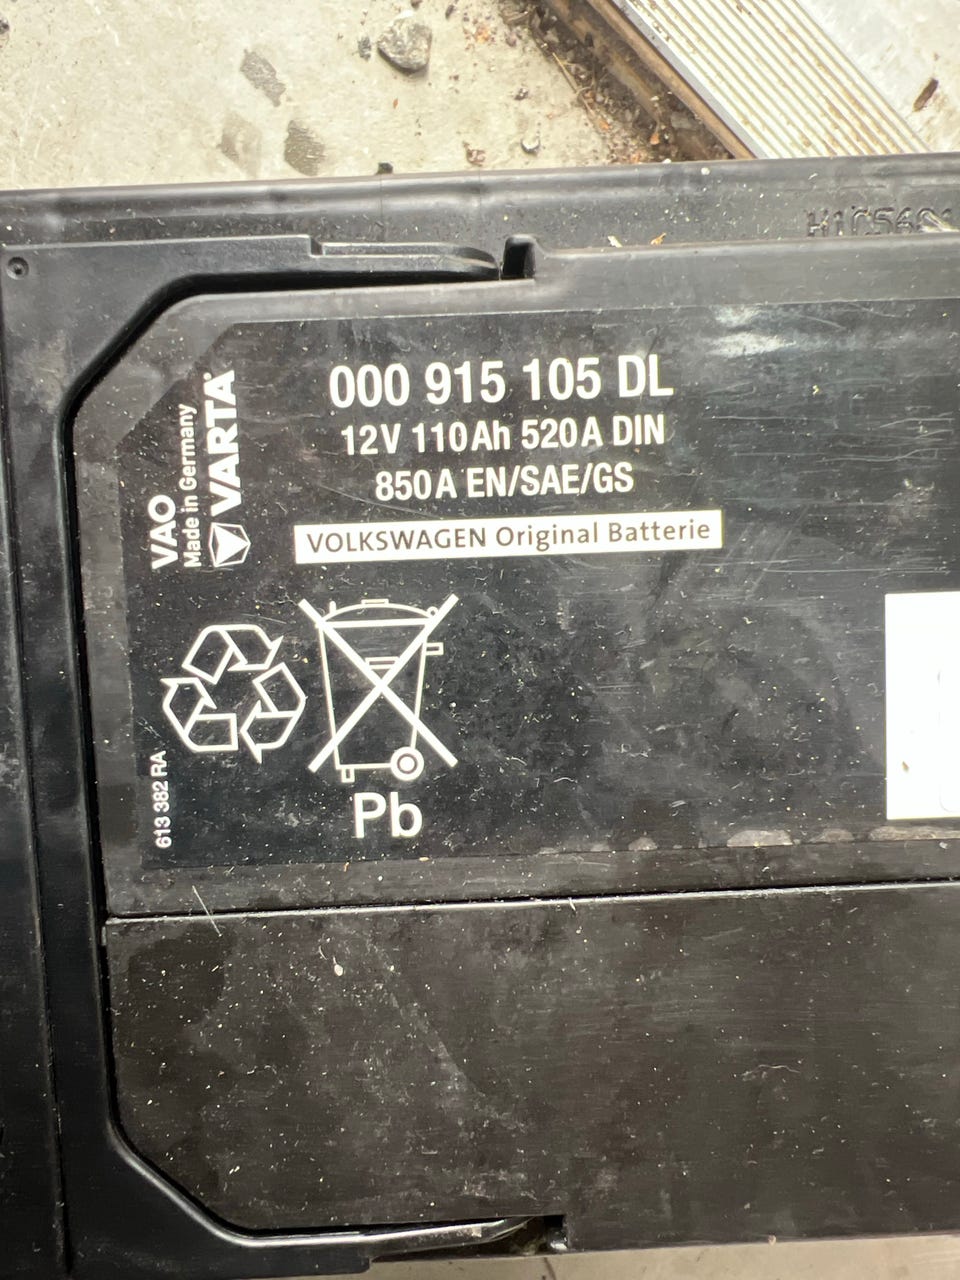 000 915 105 DL
12V 110Ah 520A DIN
850A EN/SAE/GS
VOLKSWAGEN Original Batterie
VAO
Made in Germany
VARTA
Pb
613 382 RA